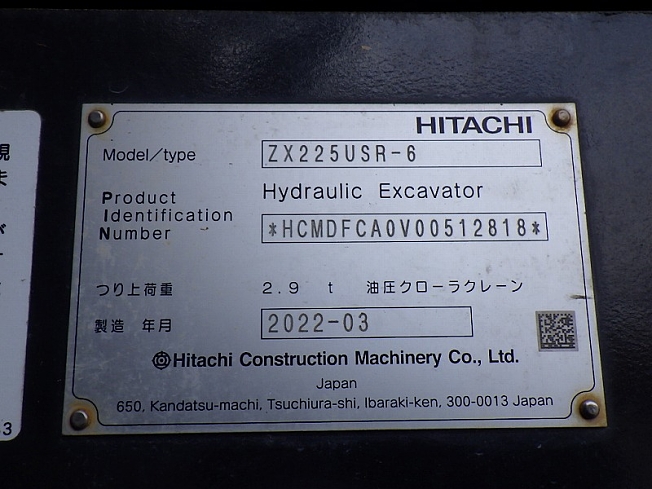 HITACHI
Model/type ZX225USR-6
Product Identification Number
Hydraulic Excavator
*HCMDFCA0V00512818*
つり上荷重 2.9 t 油圧クローラクレーン
製造 年月 2022-03
Hitachi Construction Machinery Co., Ltd.
Japan
650, Kandatsu-machi, Tsuchiura-shi, Ibaraki-ken, 300-0013 Japan